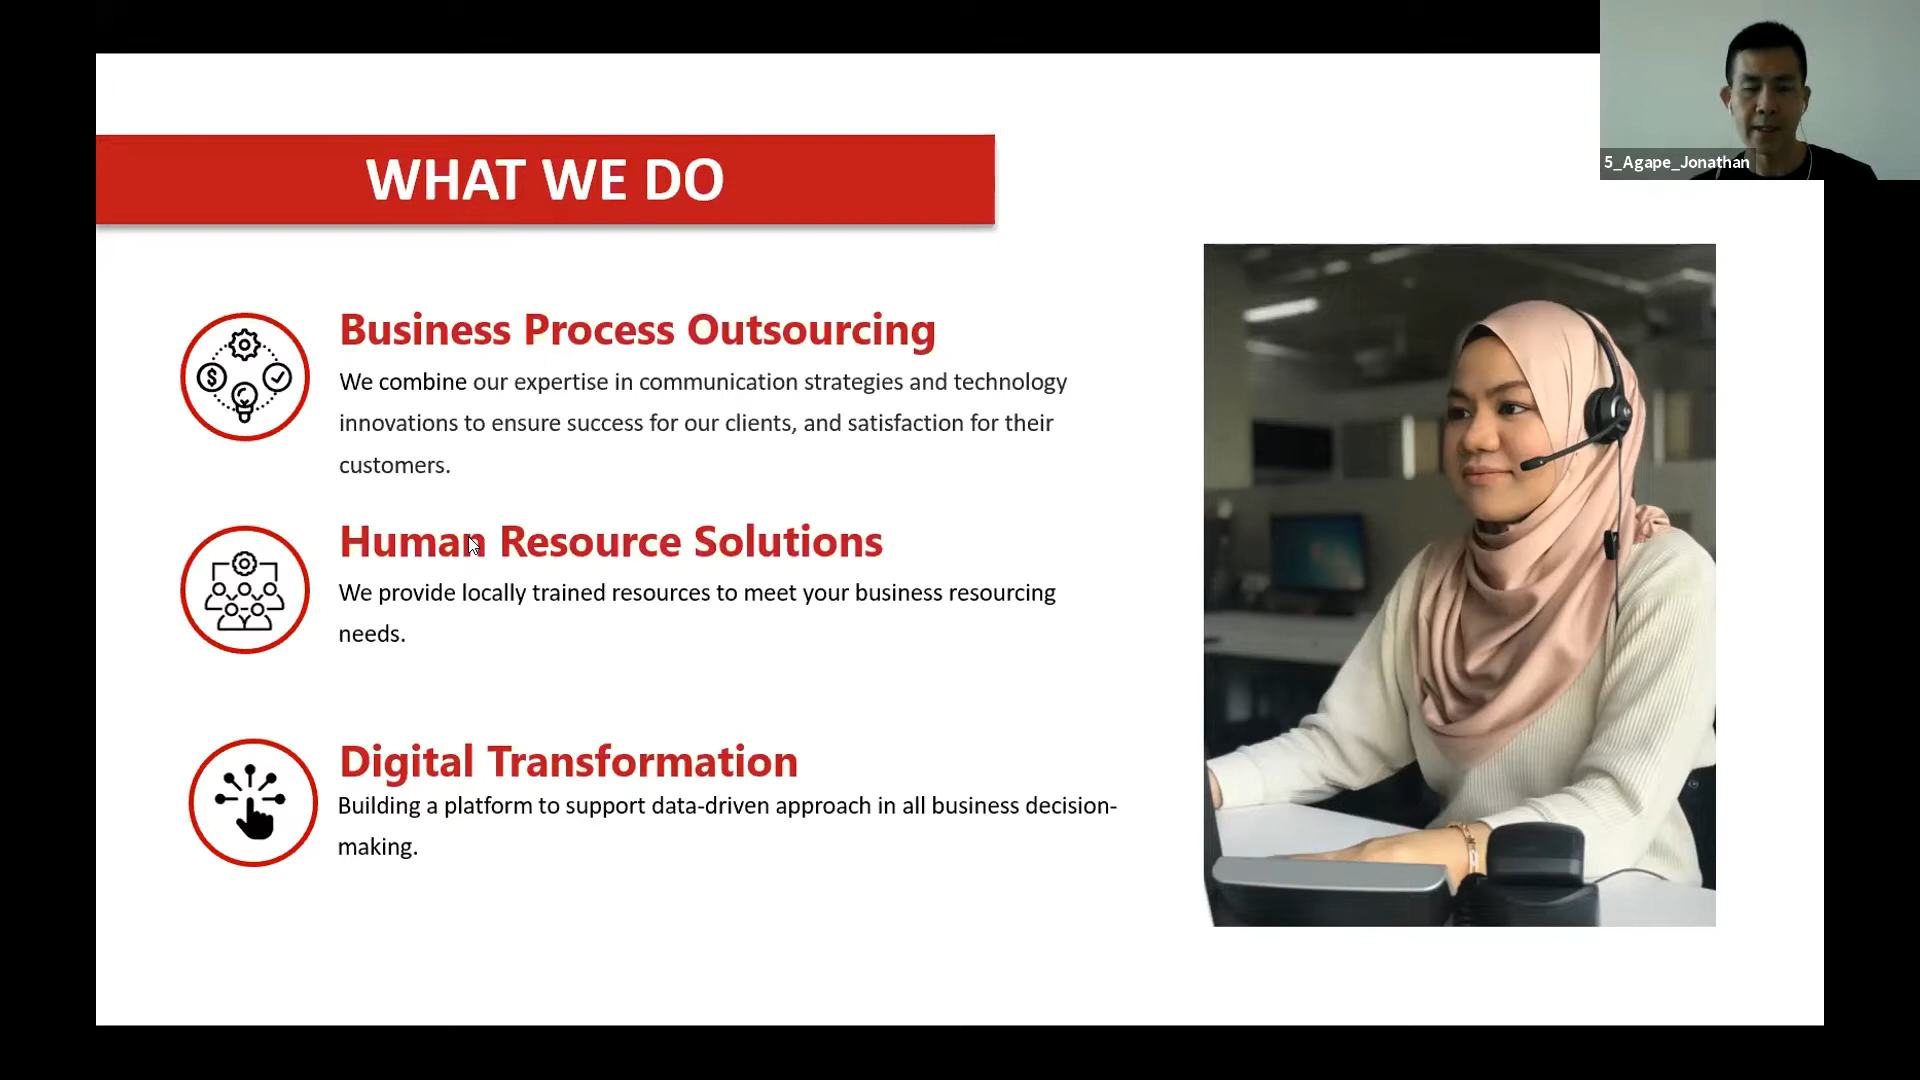 5_Agape_Jonathan
WHAT WE DO
Business Process Outsourcing
We combine our expertise in communication strategies and technology
innovations to ensure success for our clients, and satisfaction for their
customers.
Human Resource Solutions
We provide locally trained resources to meet your business resourcing
needs.
Digital Transformation
Building a platform to support data-driven approach in all business decision-
making.